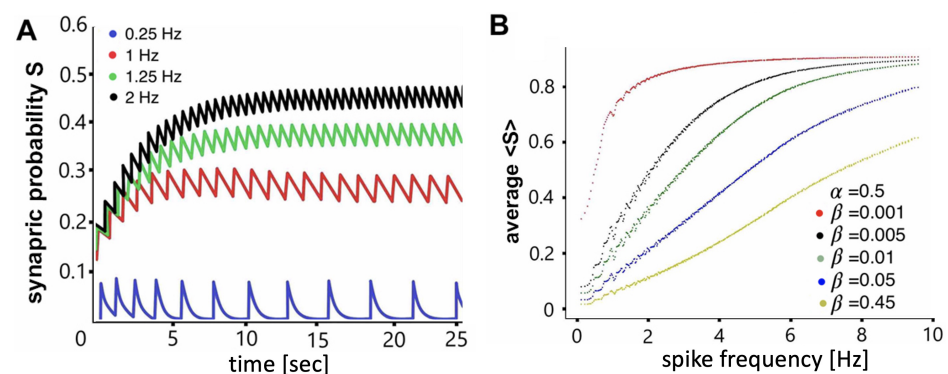 A
synapric probability S
0.6
0.5
0.4
0.3
0.2
0.1
0.25 Hz
1 Hz
1.25 Hz
2 Hz
0
5
10
15
20
25
time [sec]
B
average <S>
0.8
0.6
0.4
0.2
0
α =0.5
β =0.001
β =0.005
β =0.01
β =0.05
β =0.45
0
2
4
6
8
10
spike frequency [Hz]